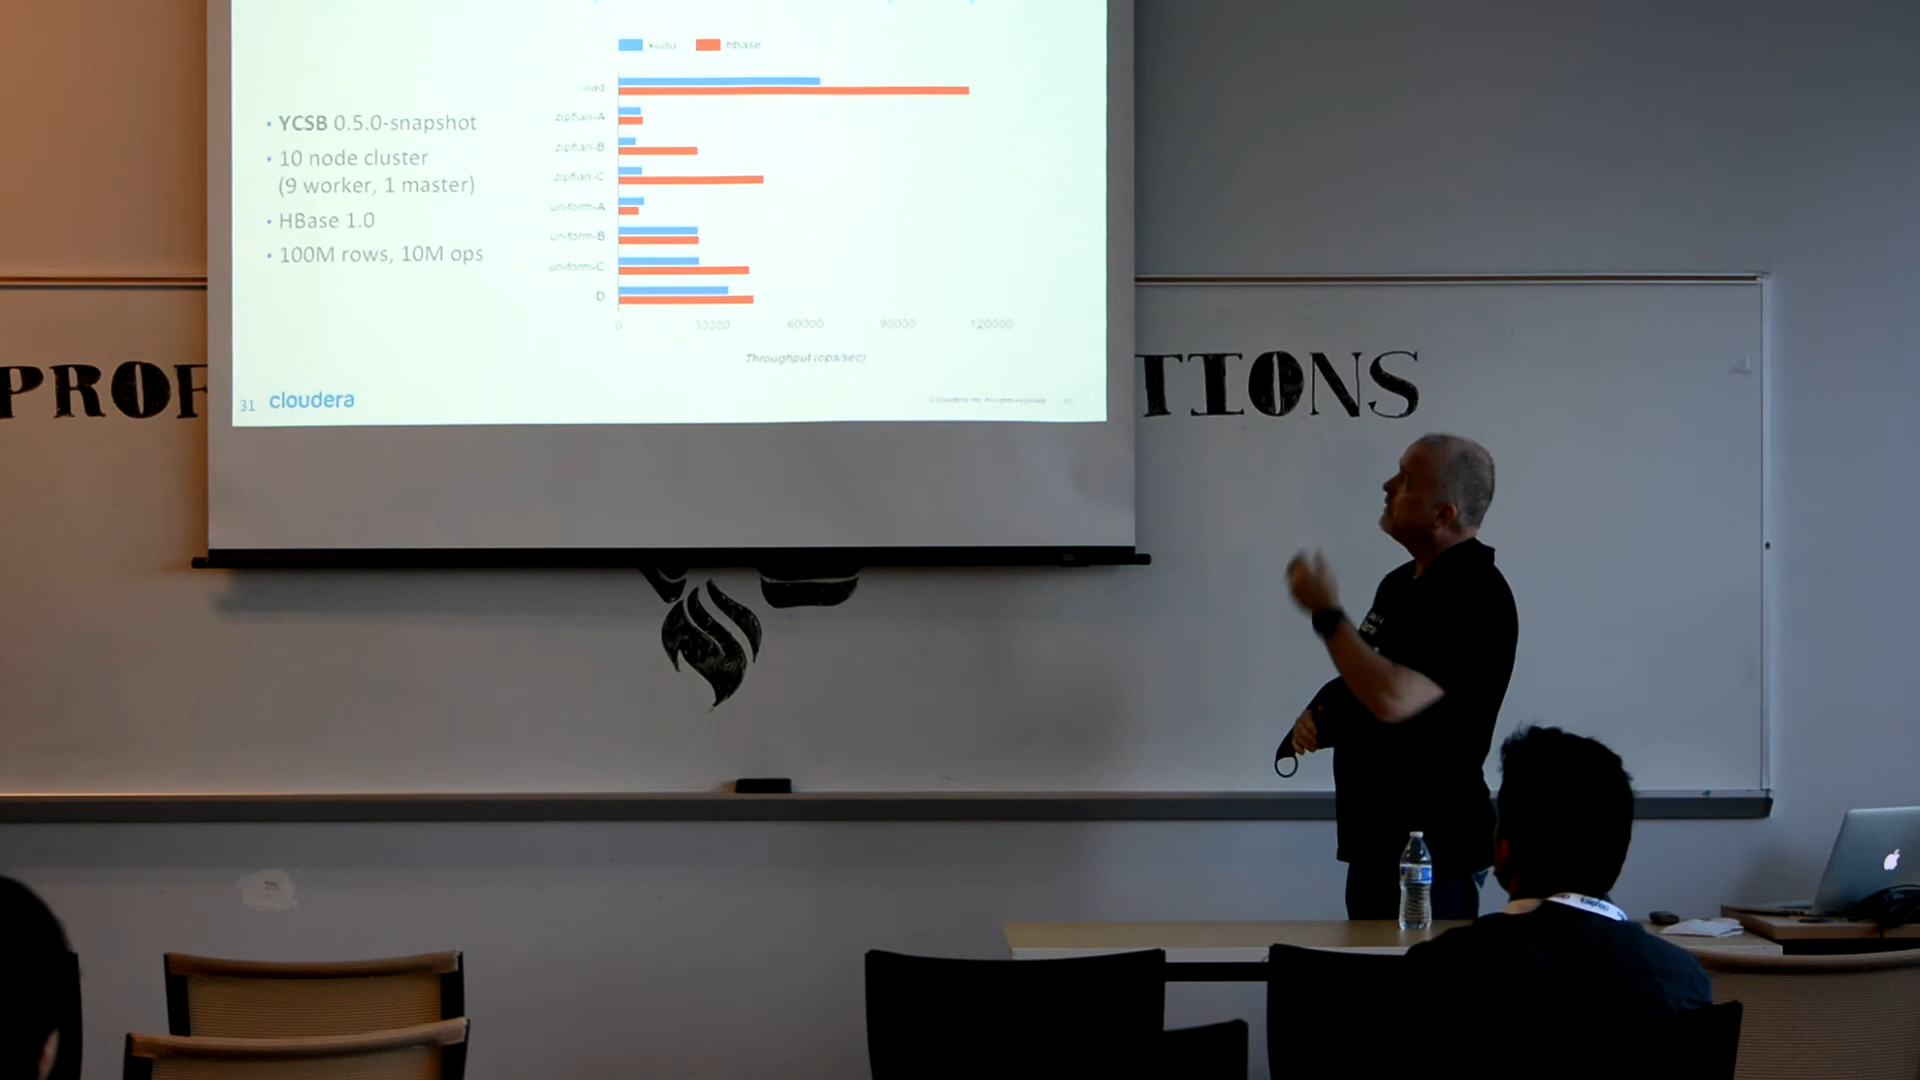 kudu hbase
load
zipfian-A
zipfian-B
zipfian-C
uniform-A
uniform-B
uniform-C
D
0 30000 60000 90000 120000
Throughput (ops/sec)
• YCSB 0.5.0-snapshot
• 10 node cluster
(9 worker, 1 master)
• HBase 1.0
• 100M rows, 10M ops
31 cloudera
PROF
TIONS